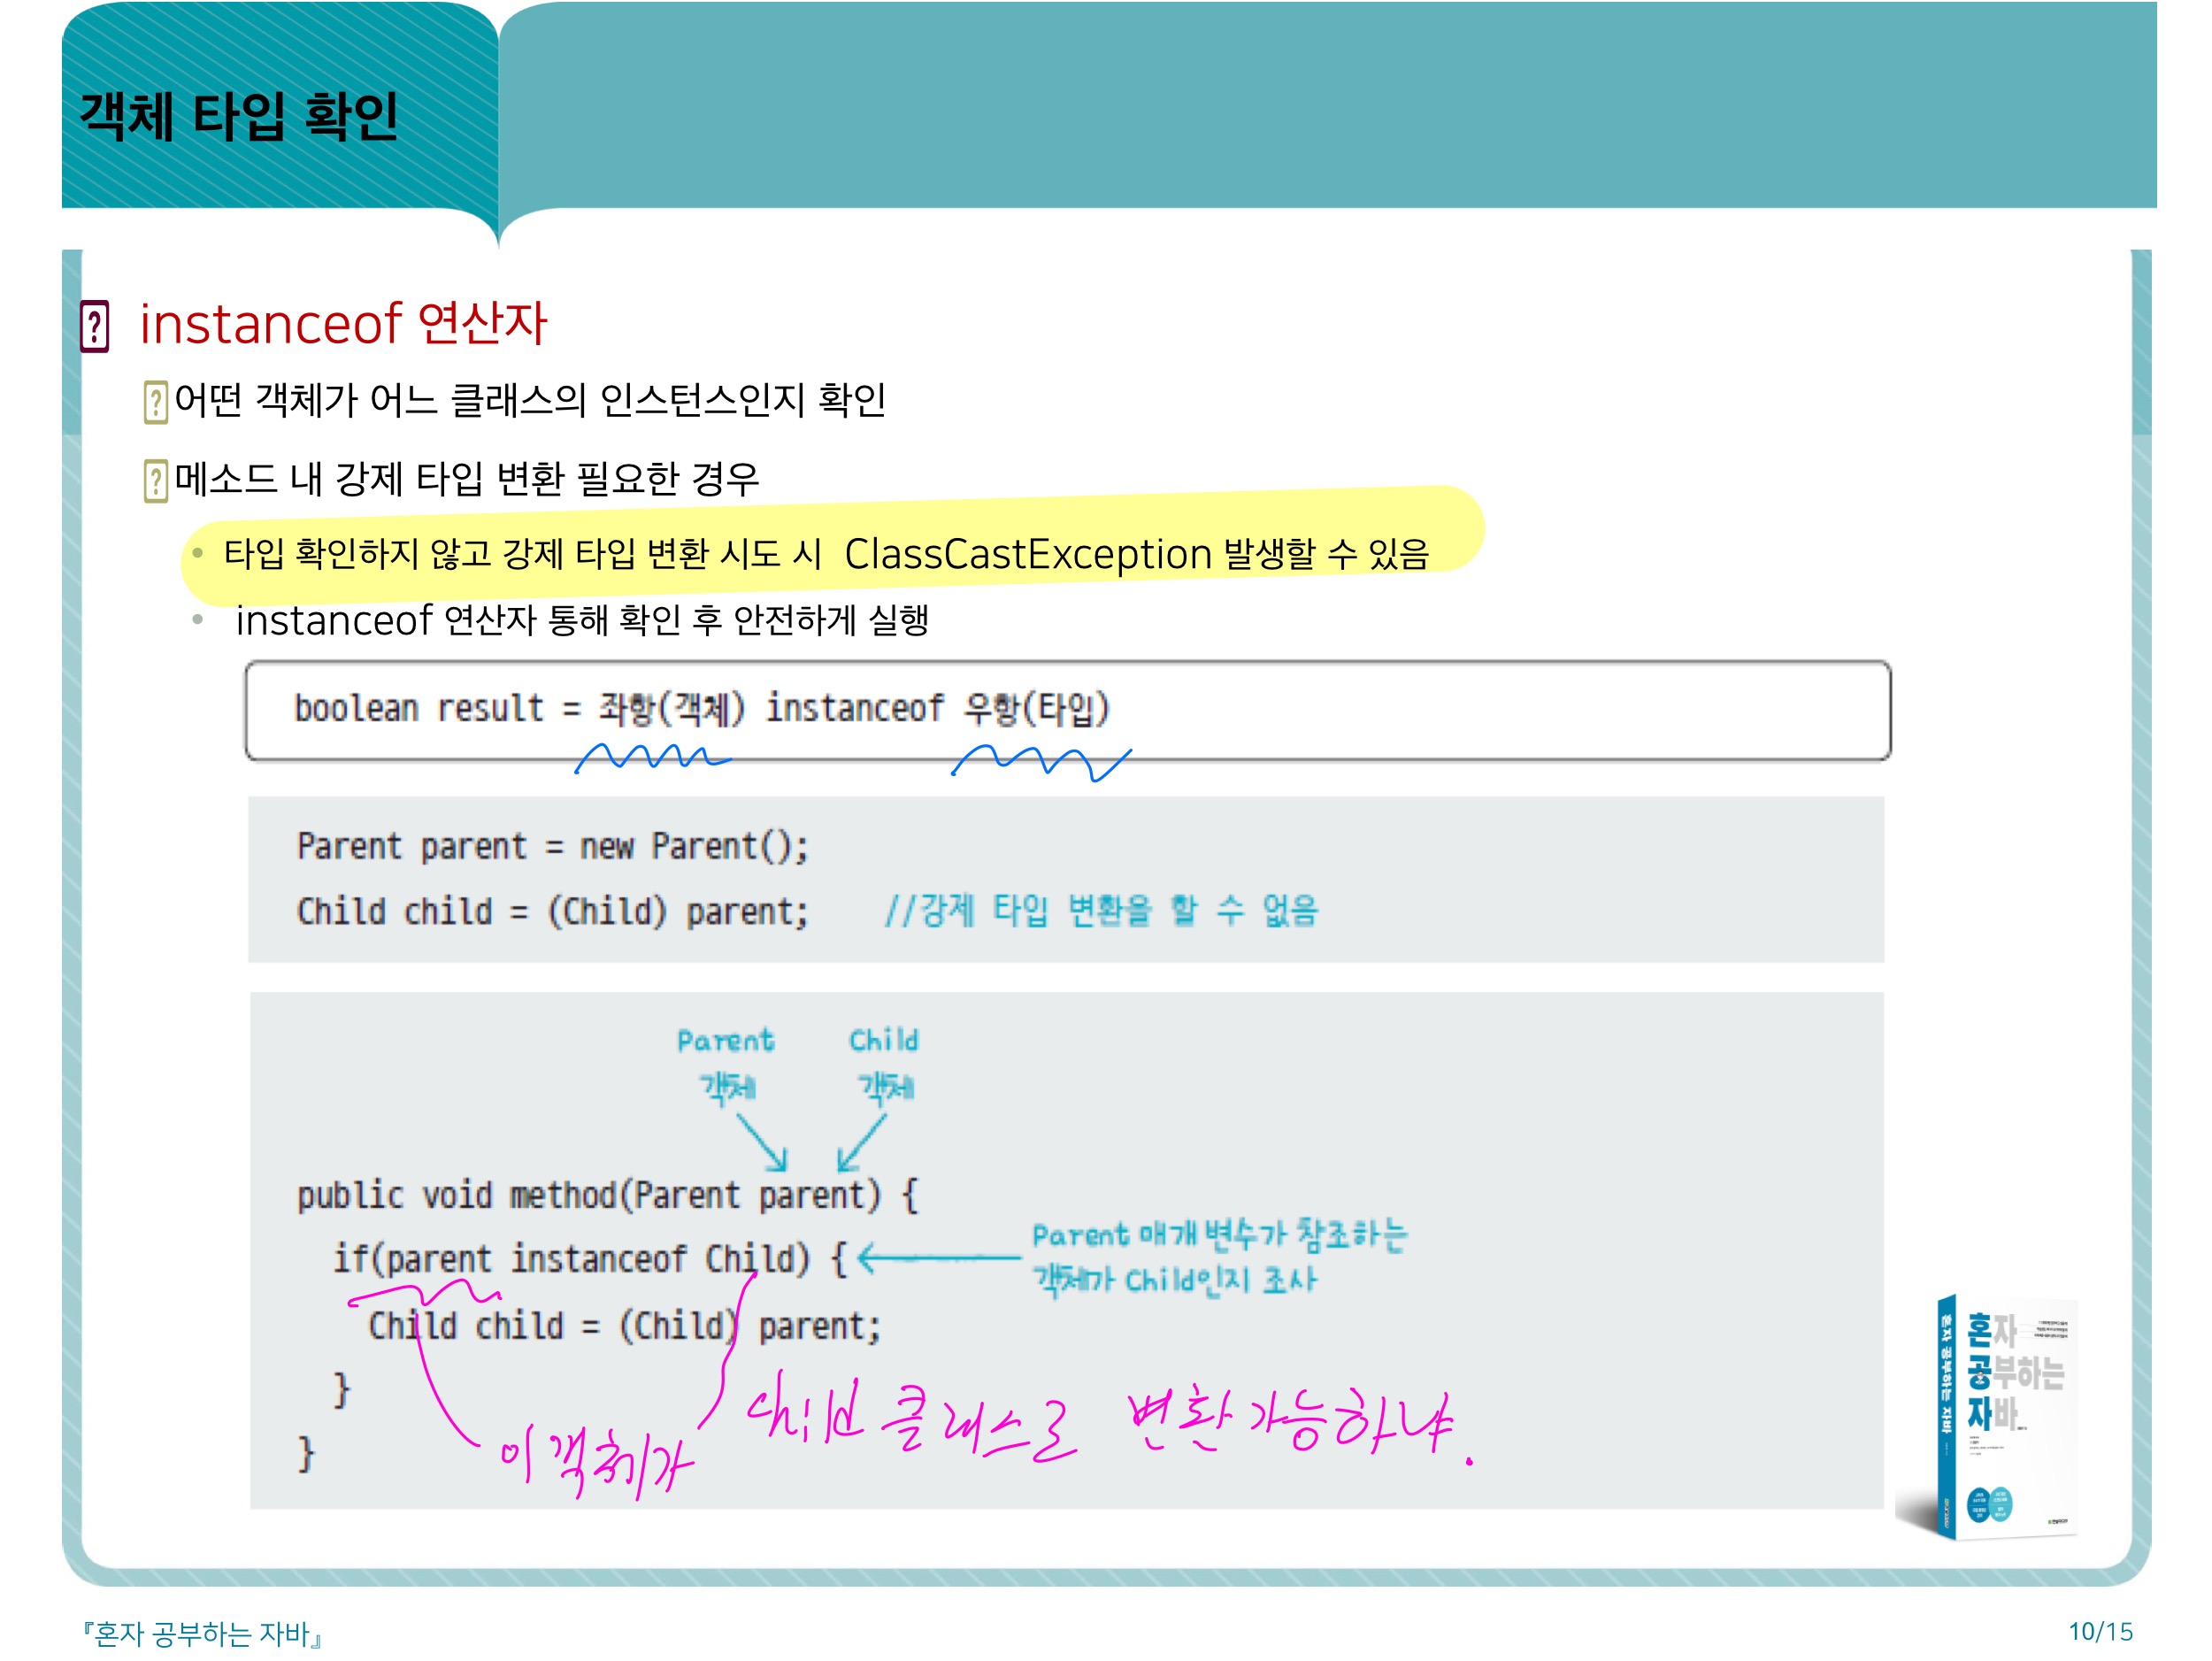 객체 타입 확인
instanceof 연산자
어떤 객체가 어느 클래스의 인스턴스인지 확인
메소드 내 강제 타입 변환 필요한 경우
• 타입 확인하지 않고 강제 타입 변환 시도 시 ClassCastException 발생할 수 있음
• instanceof 연산자 통해 확인 후 안전하게 실행
boolean result = 좌항(객체) instanceof 우항(타입)
Parent parent = new Parent();
Child child = (Child) parent; //강제 타입 변환을 할 수 없음
Parent 객체
Child 객체
public void method(Parent parent) {
if(parent instanceof Child) {
Parent 매개 변수가 참조하는
객체가 Child인지 조사
Child child = (Child) parent;
}
}
이 객체가
클래스로 변환 가능하냐.
혼자 공부하는 자바
혼자
공부하는
자바
『혼자 공부하는 자바』
10/15